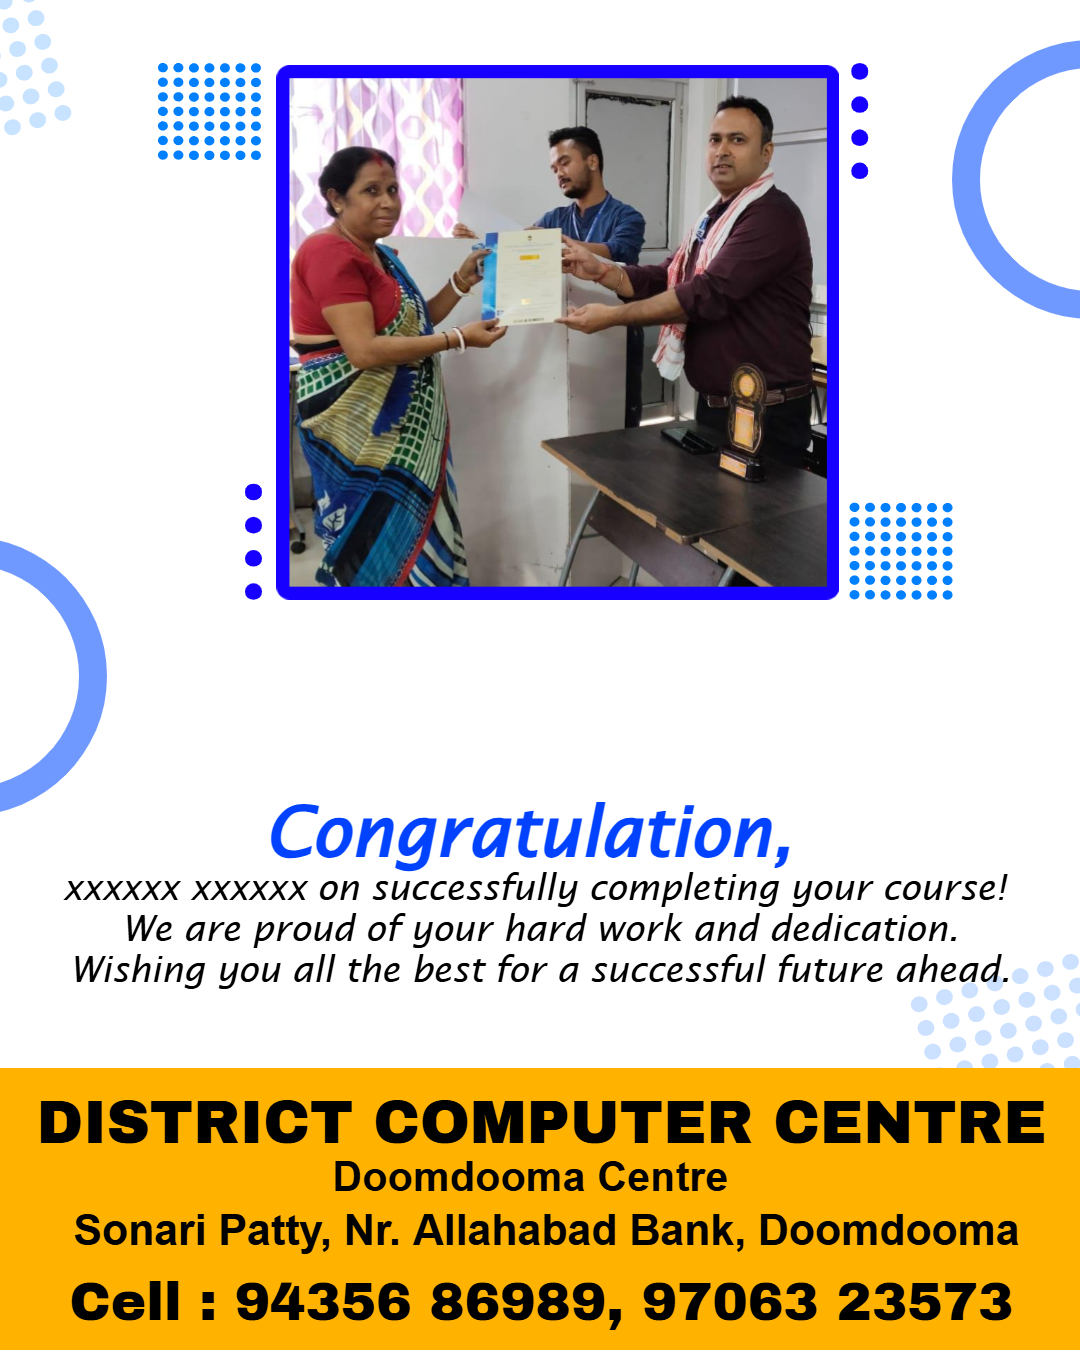 Congratulation,
xxxxxx xxxxxx on successfully completing your course!
We are proud of your hard work and dedication.
Wishing you all the best for a successful future ahead.
DISTRICT COMPUTER CENTRE
Doomdooma Centre
Sonari Patty, Nr. Allahabad Bank, Doomdooma
Cell : 94356 86989, 97063 23573